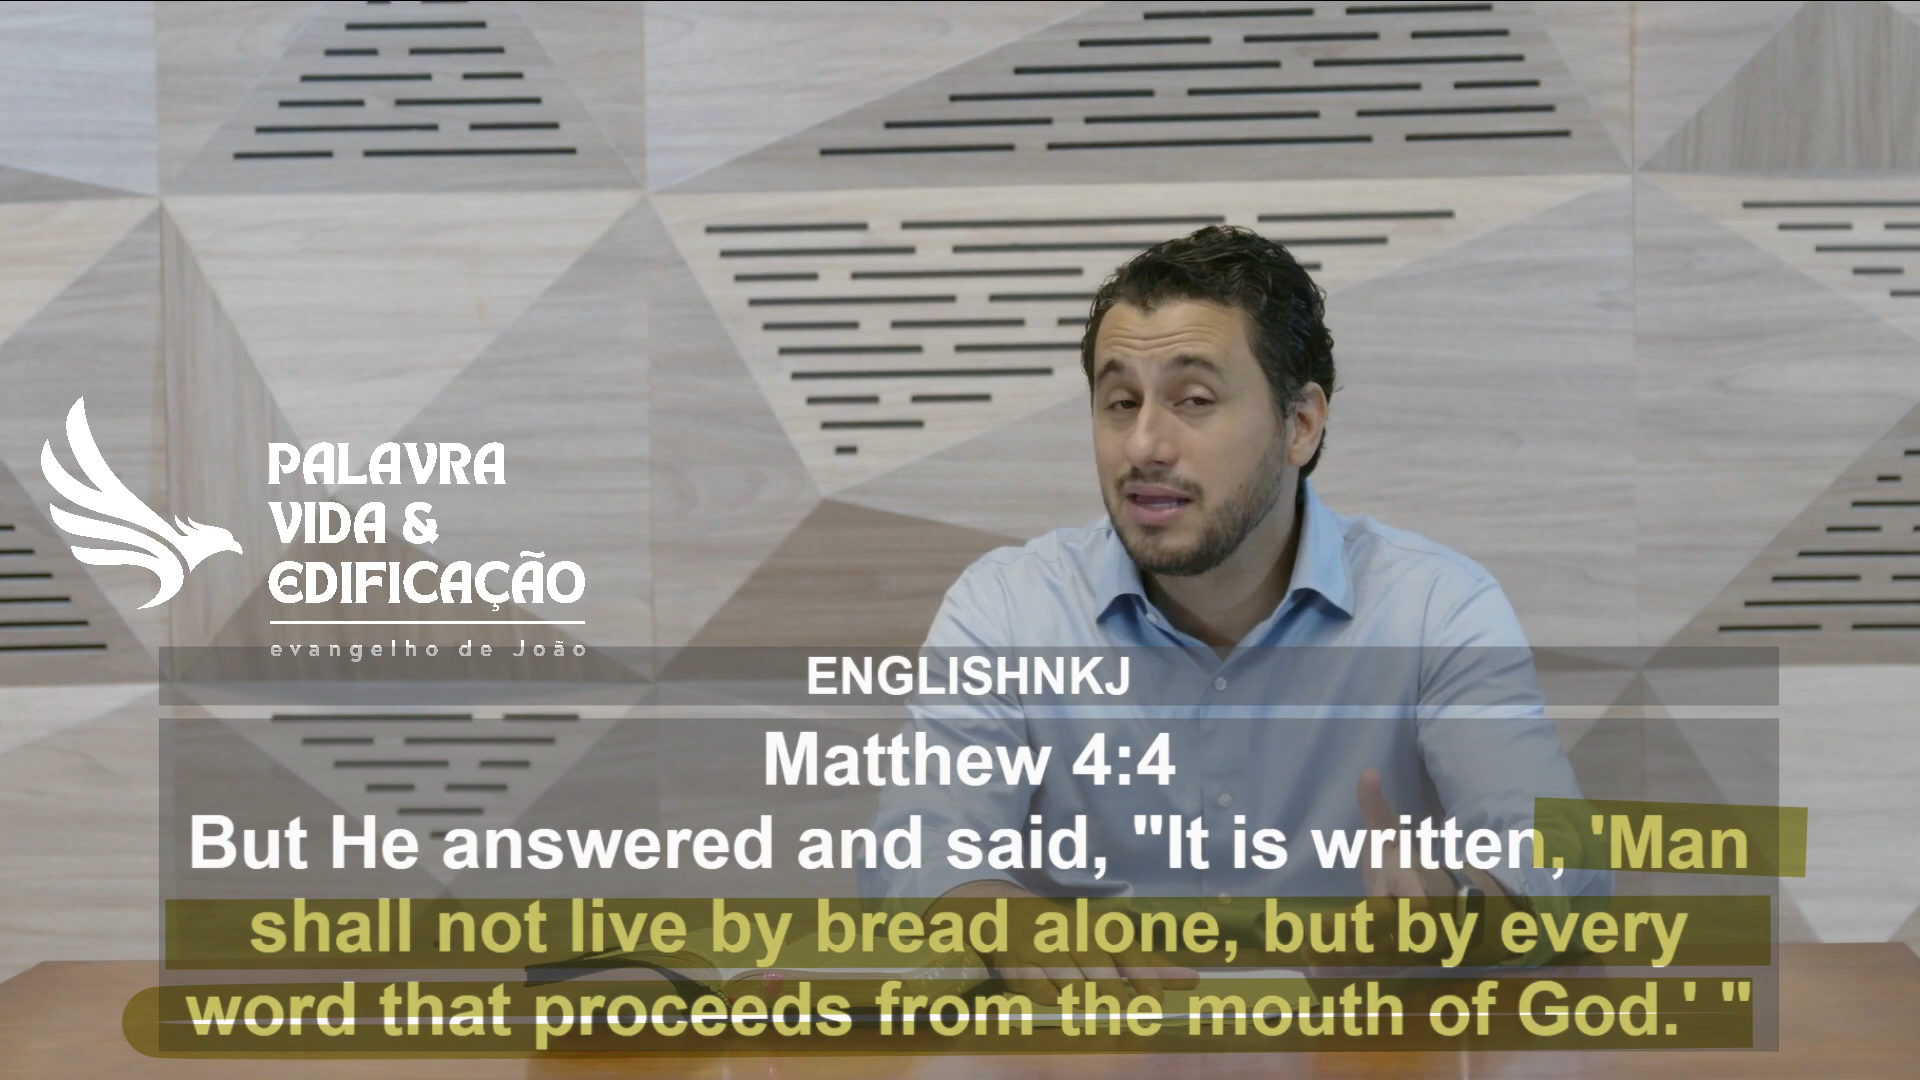 PALAVRA
VIDA &
EDIFICAÇÃO
evangelho de João
ENGLISHNKJ
Matthew 4:4
But He answered and said, "It is written, 'Man
shall not live by bread alone, but by every
word that proceeds from the mouth of God.' "